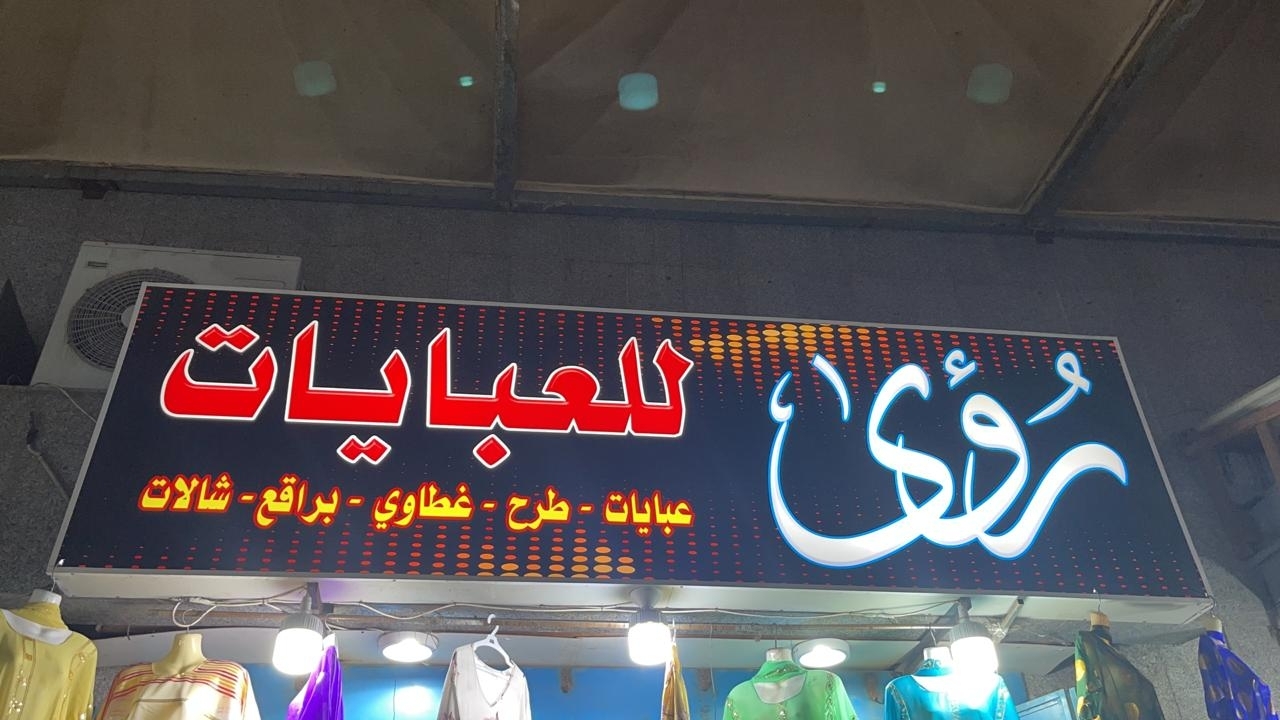 رُؤى
للعبايات
عبايات - طرح - غطاوي - براقع - شالات